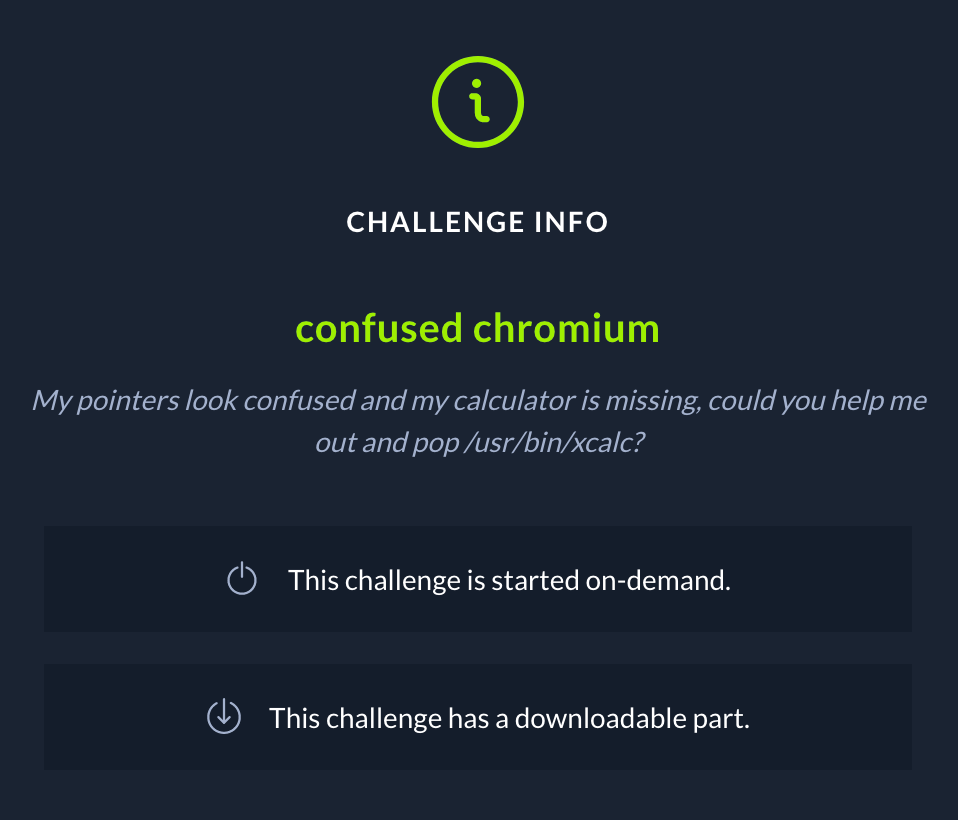 CHALLENGE INFO
confused chromium
My pointers look confused and my calculator is missing, could you help me
out and pop /usr/bin/xcalc?
This challenge is started on-demand.
This challenge has a downloadable part.